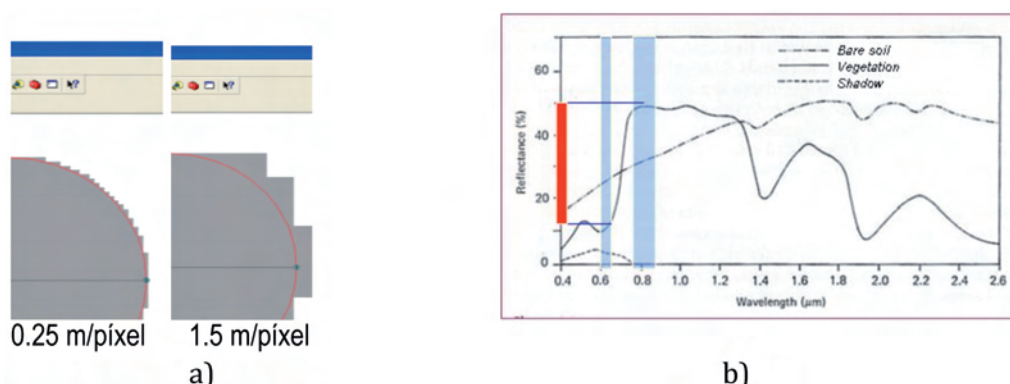 0.25 m/píxel
1.5 m/píxel
a)
Bare soil
Vegetation
Shadow
Reflectance (%)
60
40
20
0
0.4 0.6 0.8 1.0 1.2 1.4 1.6 1.8 2.0 2.2 2.4 2.6
Wavelength (µm)
b)